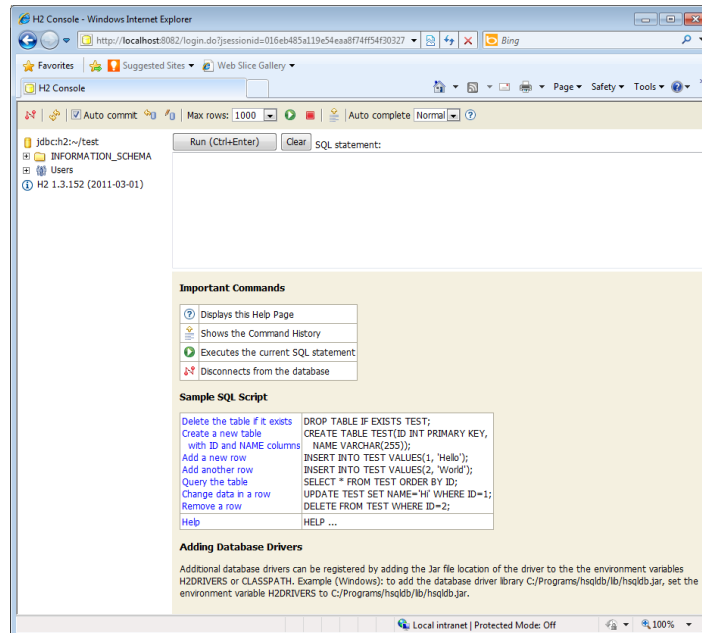 H2 Console - Windows Internet Explorer
http://localhost:8082/login.do?jsessionid=016eb485a119e54eaa8f74ff54f30327
Bing
Favorites Suggested Sites Web Slice Gallery
H2 Console
Page Safety Tools
Auto commit Max rows: 1000 Auto complete Normal
jdbc:h2:~/test
INFORMATION_SCHEMA
Users
H2 1.3.152 (2011-03-01)
Run (Ctrl+Enter) Clear SQL statement:
Important Commands
Displays this Help Page
Shows the Command History
Executes the current SQL statement
Disconnects from the database
Sample SQL Script
Delete the table if it exists DROP TABLE IF EXISTS TEST;
Create a new table CREATE TABLE TEST(ID INT PRIMARY KEY,
with ID and NAME columns NAME VARCHAR(255));
Add a new row INSERT INTO TEST VALUES(1, 'Hello');
Add another row INSERT INTO TEST VALUES(2, 'World');
Query the table SELECT * FROM TEST ORDER BY ID;
Change data in a row UPDATE TEST SET NAME='Hi' WHERE ID=1;
Remove a row DELETE FROM TEST WHERE ID=2;
Help HELP ...
Adding Database Drivers
Additional database drivers can be registered by adding the Jar file location of the driver to the the environment variables
H2DRIVERS or CLASSPATH. Example (Windows): to add the database driver library C:/Programs/hsqldb/lib/hsqldb.jar, set the
environment variable H2DRIVERS to C:/Programs/hsqldb/lib/hsqldb.jar.
Local intranet | Protected Mode: Off 100%